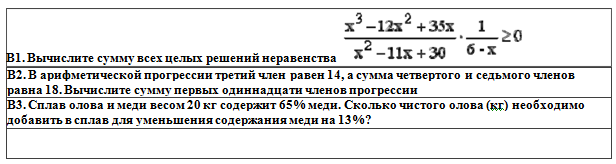 В1. Вычислите сумму всех целых решений неравенства (x³ – 12x² + 35x)/(x² – 11x + 30) · 1/(6 - x) ≥ 0
В2. В арифметической прогрессии третий член равен 14, а сумма четвертого и седьмого членов
равна 18. Вычислите сумму первых одиннадцати членов прогрессии
В3. Сплав олова и меди весом 20 кг содержит 65% меди. Сколько чистого олова (кг) необходимо
добавить в сплав для уменьшения содержания меди на 13%?